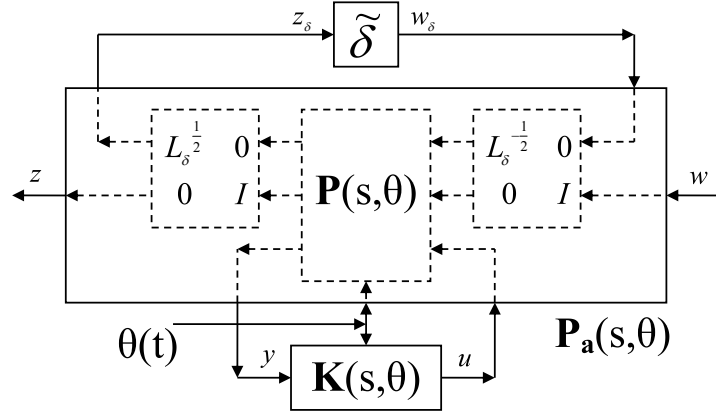 z_δ δ̃ w_δ
L_δ^{1/2} 0 L_δ^{-1/2} 0
z P(s,θ) w
0 I 0 I
θ(t) P_a(s,θ)
y K(s,θ) u